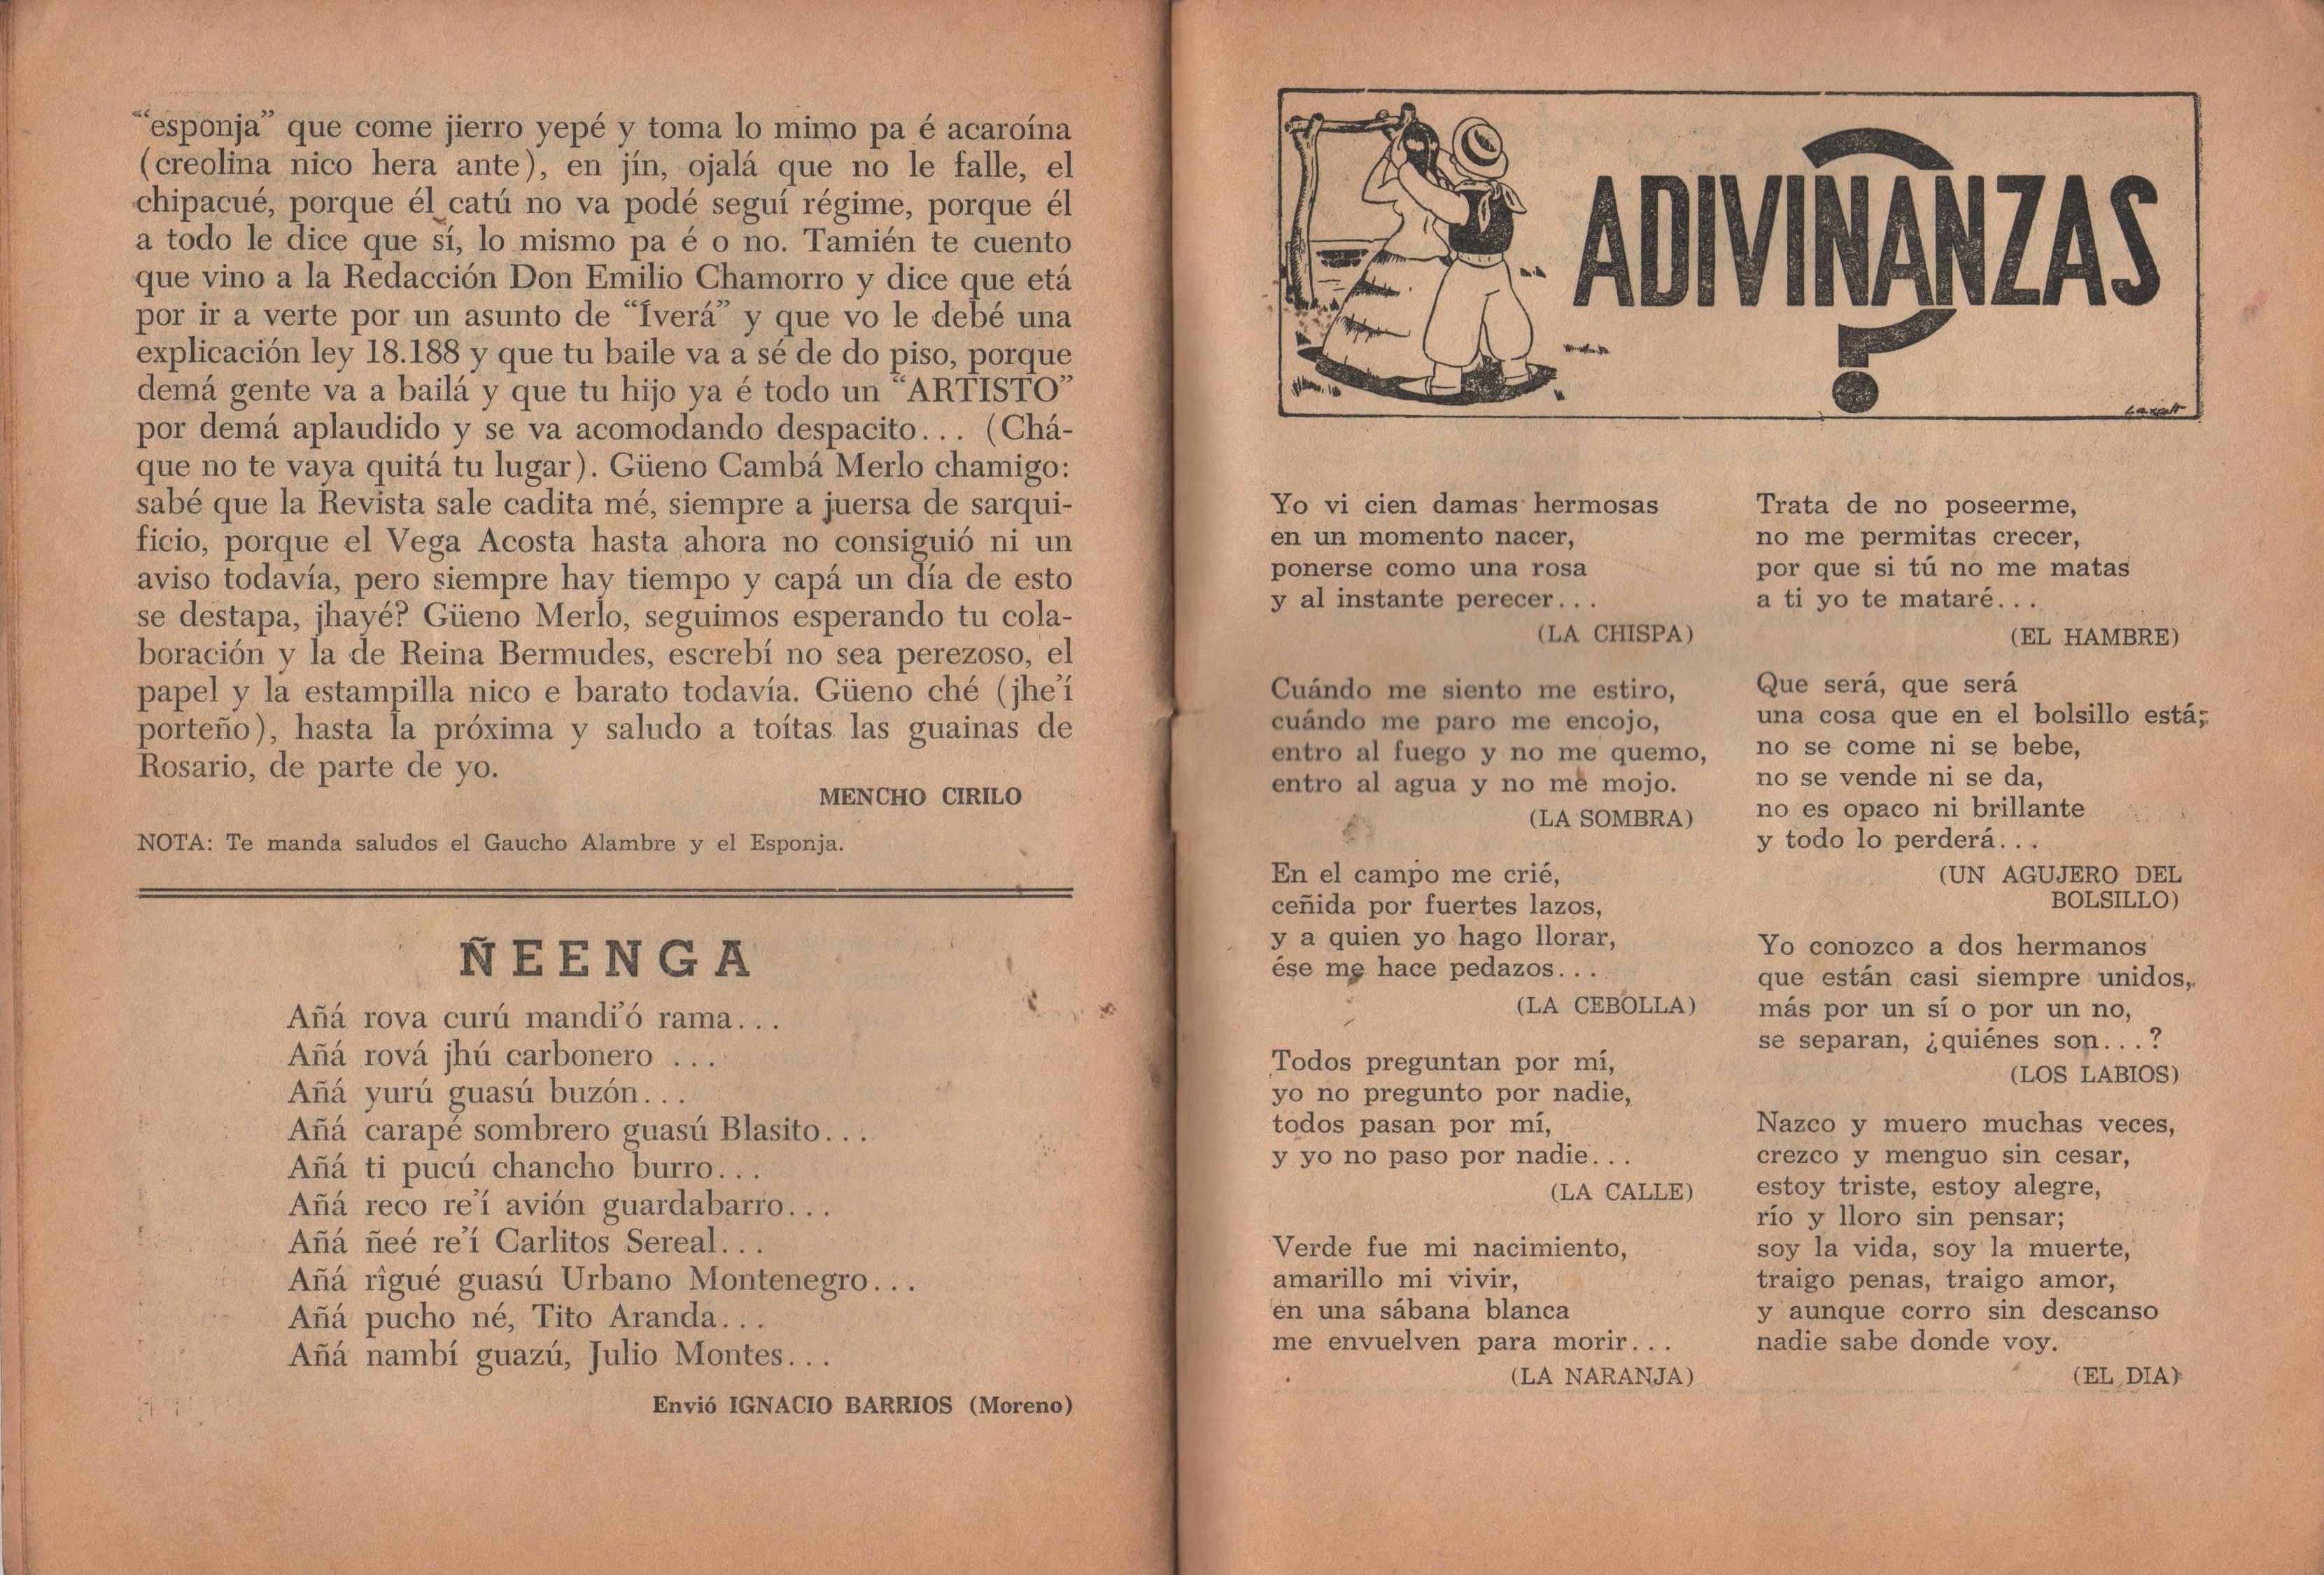 “esponja” que come jierro yepé y toma lo mimo pa é acaroína
(creolina nico hera ante), en jín, ojalá que no le falle, el
chipacué, porque él catú no va podé seguí régime, porque él
a todo le dice que sí, lo mismo pa é o no. Tamién te cuento
que vino a la Redacción Don Emilio Chamorro y dice que etá
por ir a verte por un asunto de “Íverá” y que vo le debé una
explicación ley 18.188 y que tu baile va a sé de do piso, porque
demá gente va a bailá y que tu hijo ya é todo un “ARTISTO”
por demá aplaudido y se va acomodando despacito... (Chá-
que no te vaya quitá tu lugar). Güeno Cambá Merlo chamigo:
sabé que la Revista sale cadita mé, siempre a juersa de sarqui-
ficio, porque el Vega Acosta hasta ahora no consiguió ni un
aviso todavía, pero siempre hay tiempo y capá un día de esto
se destapa, jhayé? Güeno Merlo, seguimos esperando tu cola-
boración y la de Reina Bermudes, escrebí no sea perezoso, el
papel y la estampilla nico e barato todavía. Güeno ché (jhe’í
porteño), hasta la próxima y saludo a toítas las guainas de
Rosario, de parte de yo.
MENCHO CIRILO
NOTA: Te manda saludos el Gaucho Alambre y el Esponja.
ÑEENGA
Añá rova curú mandi’ó rama...
Añá rová jhú carbonero ...
Añá yurú guasú buzón...
Añá carapé sombrero guasú Blasito...
Añá ti pucú chancho burro...
Añá reco re’í avión guardabarro...
Añá ñeé re’í Carlitos Sereal...
Añá rîgué guasú Urbano Montenegro...
Añá pucho né, Tito Aranda...
Añá nambí guazú, Julio Montes...
Envió IGNACIO BARRIOS (Moreno)
ADIVINANZAS
?
Yo vi cien damas hermosas
en un momento nacer,
ponerse como una rosa
y al instante perecer...
(LA CHISPA)
Cuándo me siento me estiro,
cuándo me paro me encojo,
entro al fuego y no me quemo,
entro al agua y no me mojo.
(LA SOMBRA)
En el campo me crié,
ceñida por fuertes lazos,
y a quien yo hago llorar,
ése me hace pedazos...
(LA CEBOLLA)
Todos preguntan por mí,
yo no pregunto por nadie,
todos pasan por mí,
y yo no paso por nadie...
(LA CALLE)
Verde fue mi nacimiento,
amarillo mi vivir,
en una sábana blanca
me envuelven para morir...
(LA NARANJA)
Trata de no poseerme,
no me permitas crecer,
por que si tú no me matas
a ti yo te mataré...
(EL HAMBRE)
Que será, que será
una cosa que en el bolsillo está;
no se come ni se bebe,
no se vende ni se da,
no es opaco ni brillante
y todo lo perderá...
(UN AGUJERO DEL
BOLSILLO)
Yo conozco a dos hermanos
que están casi siempre unidos,
más por un sí o por un no,
se separan, ¿quiénes son...?
(LOS LABIOS)
Nazco y muero muchas veces,
crezco y menguo sin cesar,
estoy triste, estoy alegre,
río y lloro sin pensar;
soy la vida, soy la muerte,
traigo penas, traigo amor,
y aunque corro sin descanso
nadie sabe donde voy.
(EL DIA)